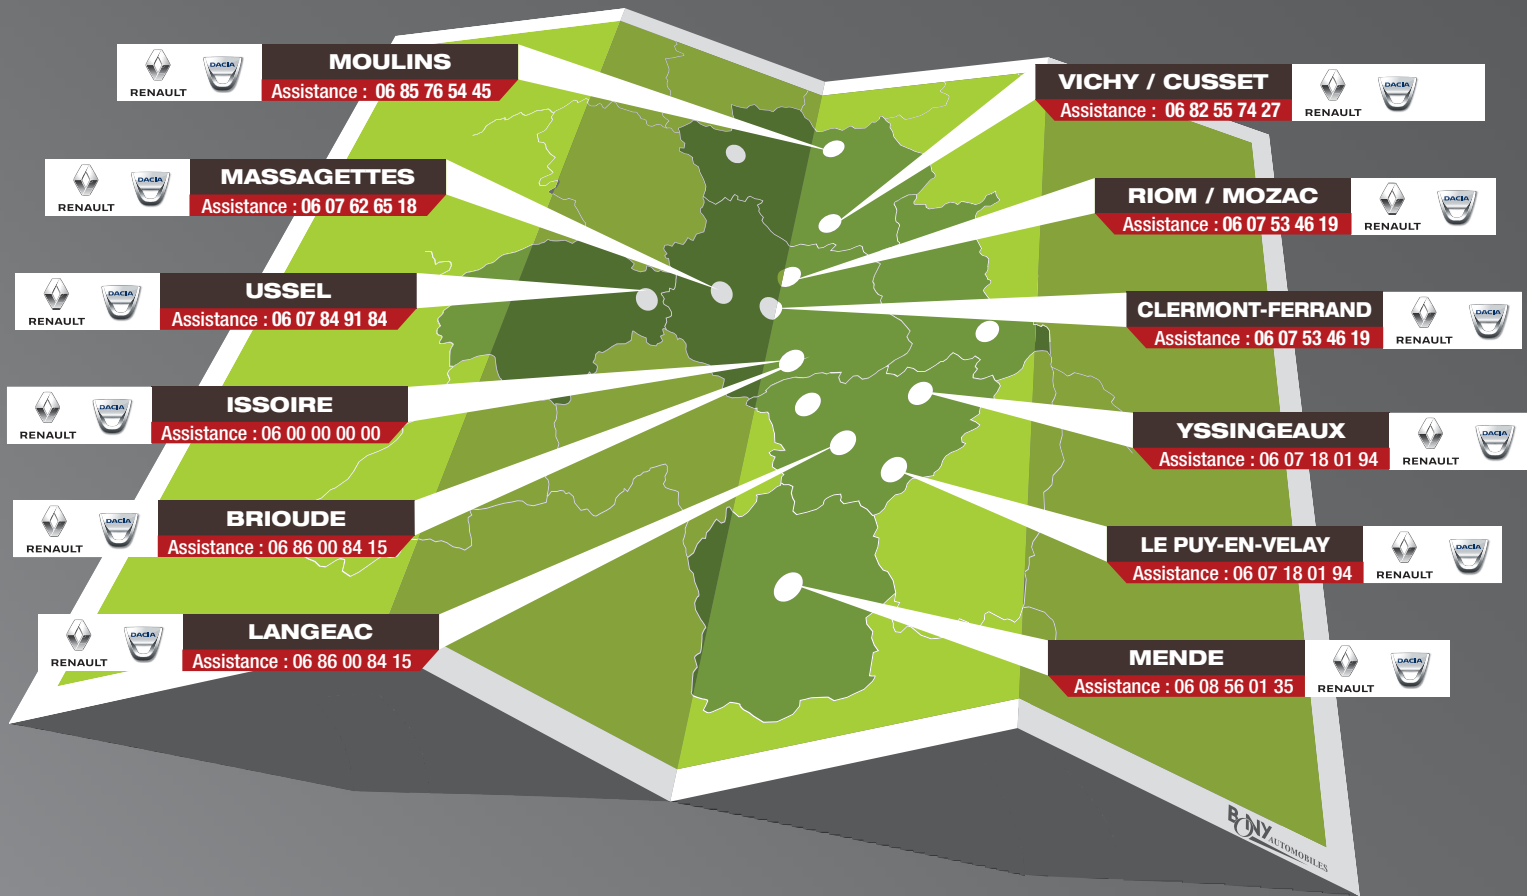 MOULINS
Assistance : 06 85 76 54 45
RENAULT
DACIA
VICHY / CUSSET
Assistance : 06 82 55 74 27
RENAULT
DACIA
MASSAGETTES
Assistance : 06 07 62 65 18
RENAULT
DACIA
RIOM / MOZAC
Assistance : 06 07 53 46 19
RENAULT
DACIA
USSEL
Assistance : 06 07 84 91 84
RENAULT
DACIA
CLERMONT-FERRAND
Assistance : 06 07 53 46 19
RENAULT
DACIA
ISSOIRE
Assistance : 06 00 00 00 00
RENAULT
DACIA
YSSINGEAUX
Assistance : 06 07 18 01 94
RENAULT
DACIA
BRIOUDE
Assistance : 06 86 00 84 15
RENAULT
DACIA
LE PUY-EN-VELAY
Assistance : 06 07 18 01 94
RENAULT
DACIA
LANGEAC
Assistance : 06 86 00 84 15
RENAULT
DACIA
MENDE
Assistance : 06 08 56 01 35
RENAULT
DACIA
BONY
AUTOMOBILES